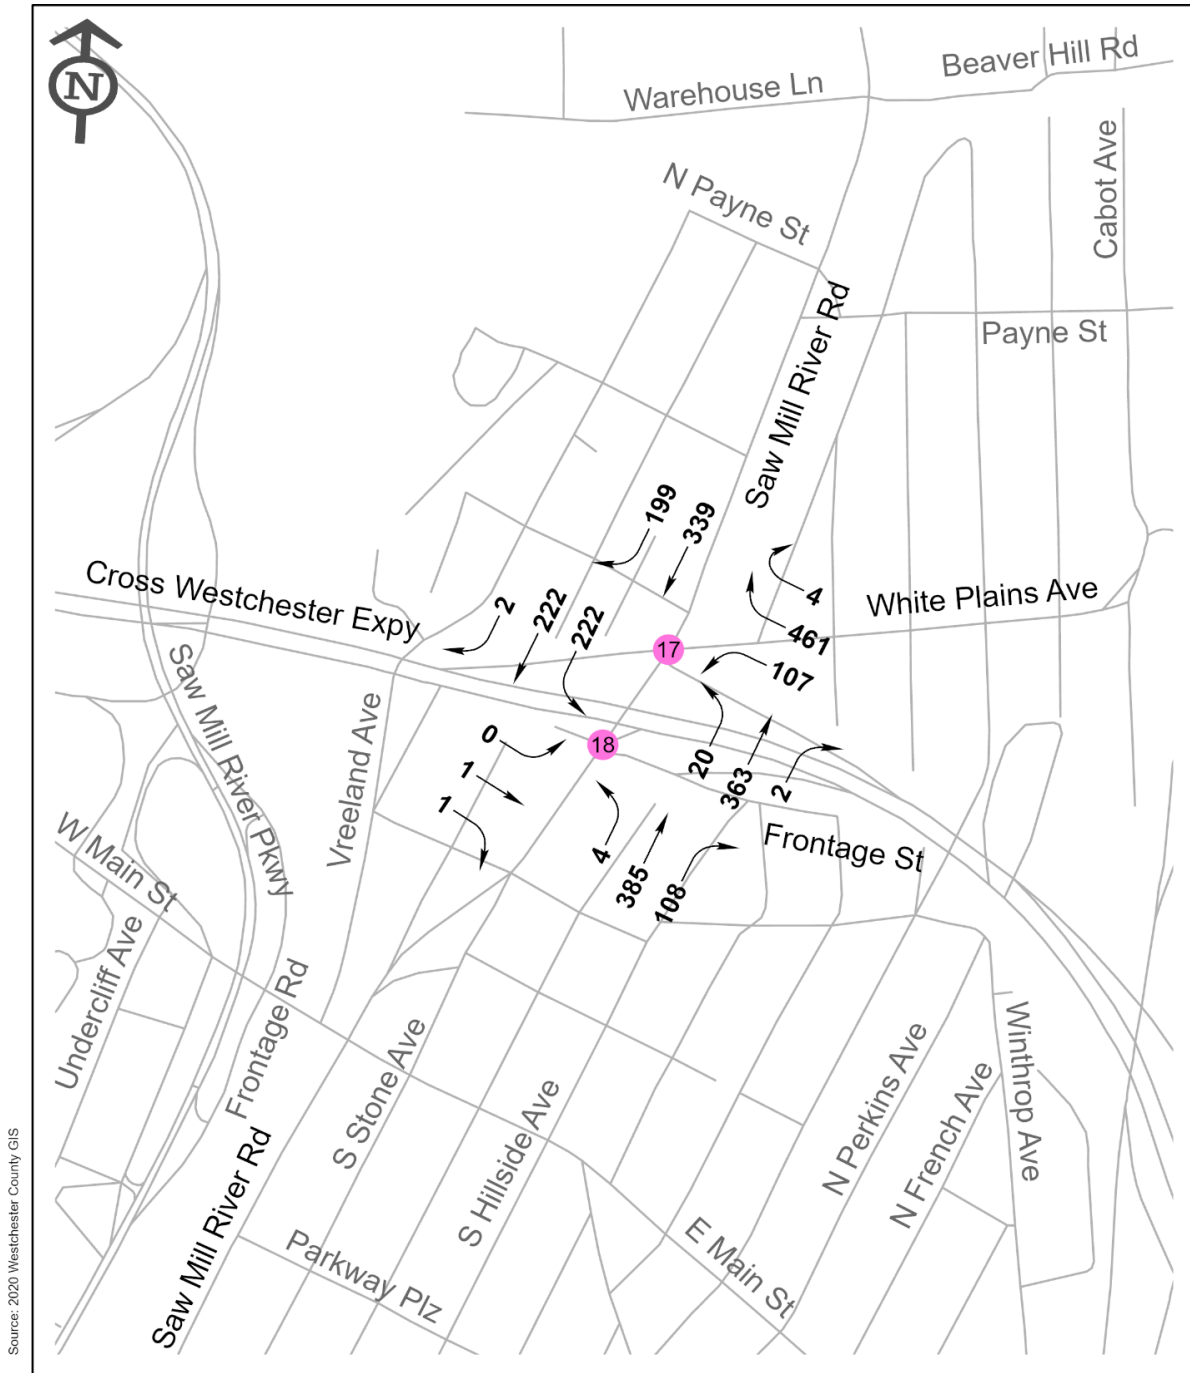 N
Warehouse Ln
Beaver Hill Rd
N Payne St
Cabot Ave
Saw Mill River Rd
Payne St
199
339
Cross Westchester Expy
2
222
222
4
White Plains Ave
461
17
107
Saw Mill River Pkwy
Vreeland Ave
0
18
1
20
363
2
1
W Main St
4
385
108
Frontage St
Undercliff Ave
Frontage Rd
S Stone Ave
S Hillside Ave
N Perkins Ave
N French Ave
Winthrop Ave
Saw Mill River Rd
Parkway Plz
E Main St
Source: 2020 Westchester County GIS